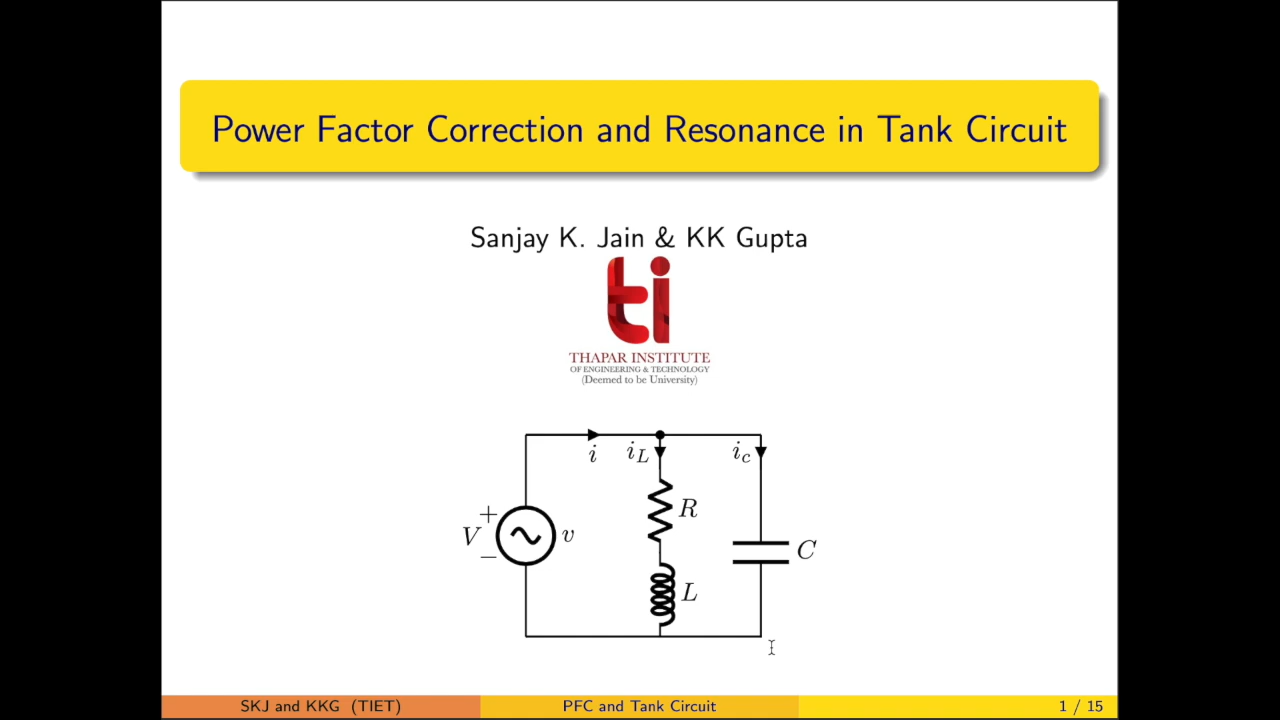 Power Factor Correction and Resonance in Tank Circuit
Sanjay K. Jain & KK Gupta
ti
THAPAR INSTITUTE
OF ENGINEERING & TECHNOLOGY
(Deemed to be University)
i
i_L
i_c
R
+
V
−
v
C
L
SKJ and KKG (TIET)
PFC and Tank Circuit
1 / 15